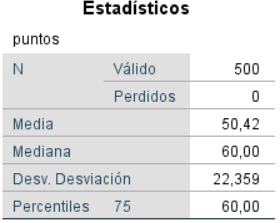 Estadísticos
puntos
N Válido 500
Perdidos 0
Media 50,42
Mediana 60,00
Desv. Desviación 22,359
Percentiles 75 60,00